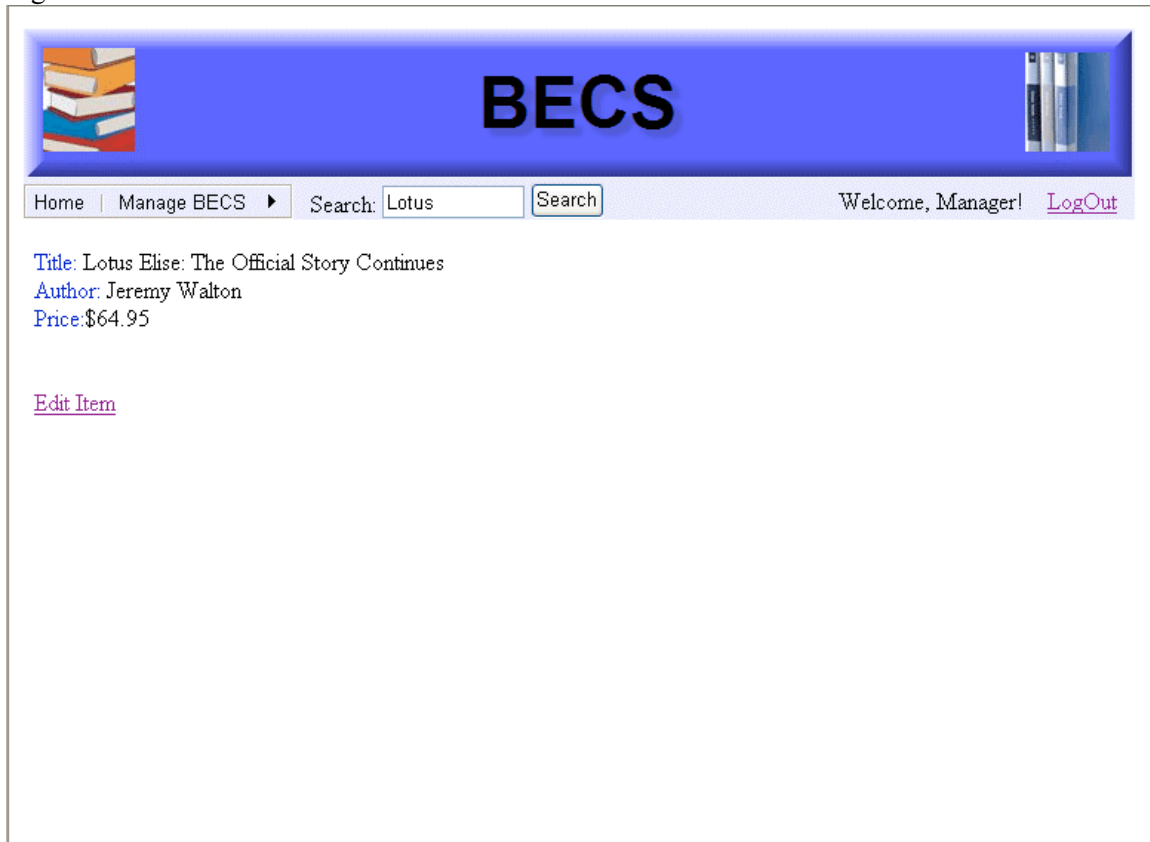 BECS
Home | Manage BECS Search: Lotus Search Welcome, Manager! LogOut
Title: Lotus Elise: The Official Story Continues
Author: Jeremy Walton
Price:$64.95
Edit Item